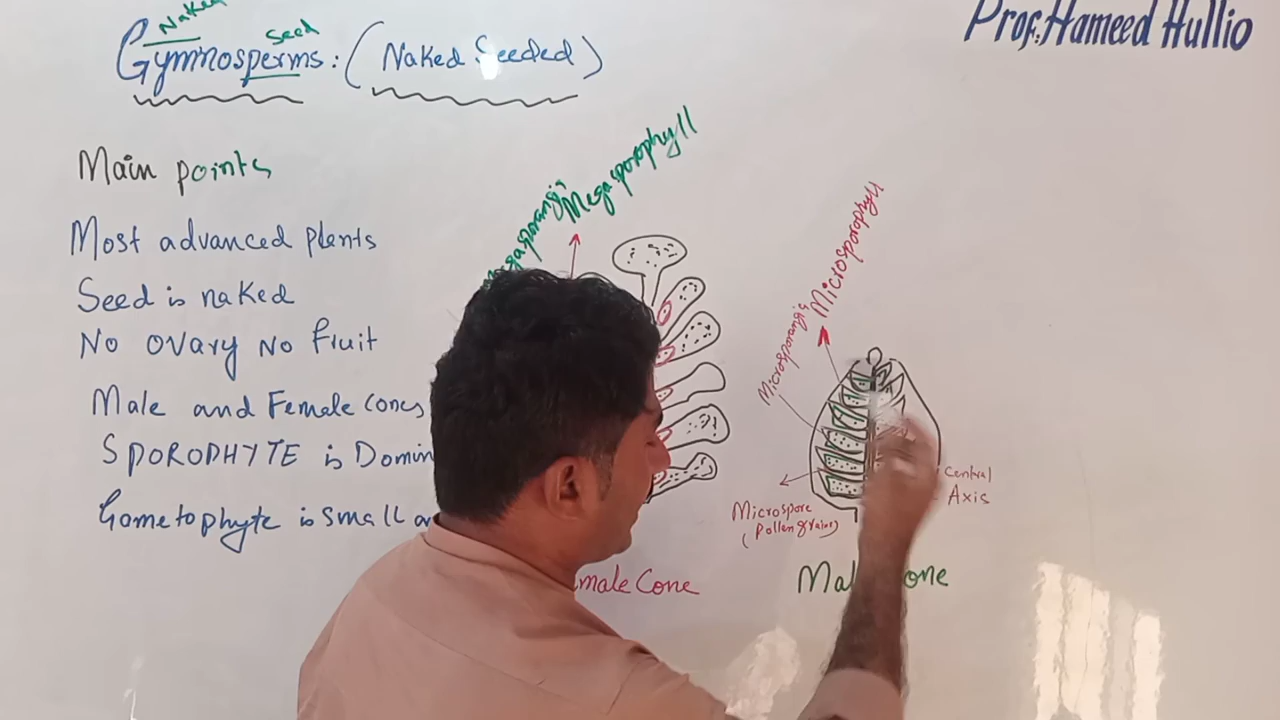 Naked
Seed
Gymnosperms : ( Naked Seeded )
Prof: Hameed Hullio
Main points
Most advanced plants
Seed is naked
No ovary No fruit
Male and Female cones
SPOROPHYTE is Domin
Gametophyte is small
Megasporophyll
Microsporophyll
Microsporangia
Central
Axis
Microspore
(Pollen Grains)
male Cone
Mal one